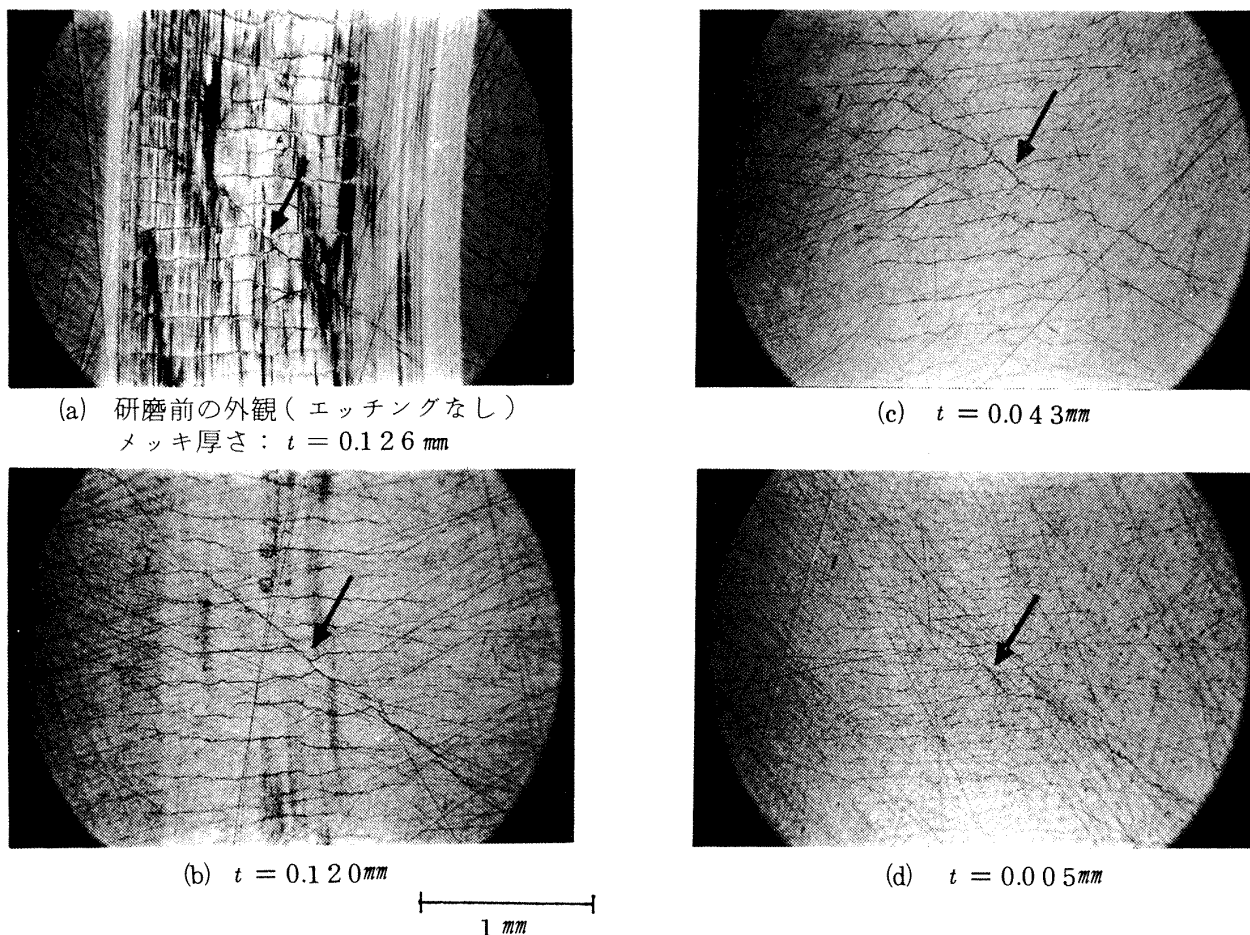 (a) 研磨前の外観(エッチングなし)
メッキ厚さ: t = 0.126 mm
(b) t = 0.120mm
(c) t = 0.043mm
(d) t = 0.005mm
1 mm